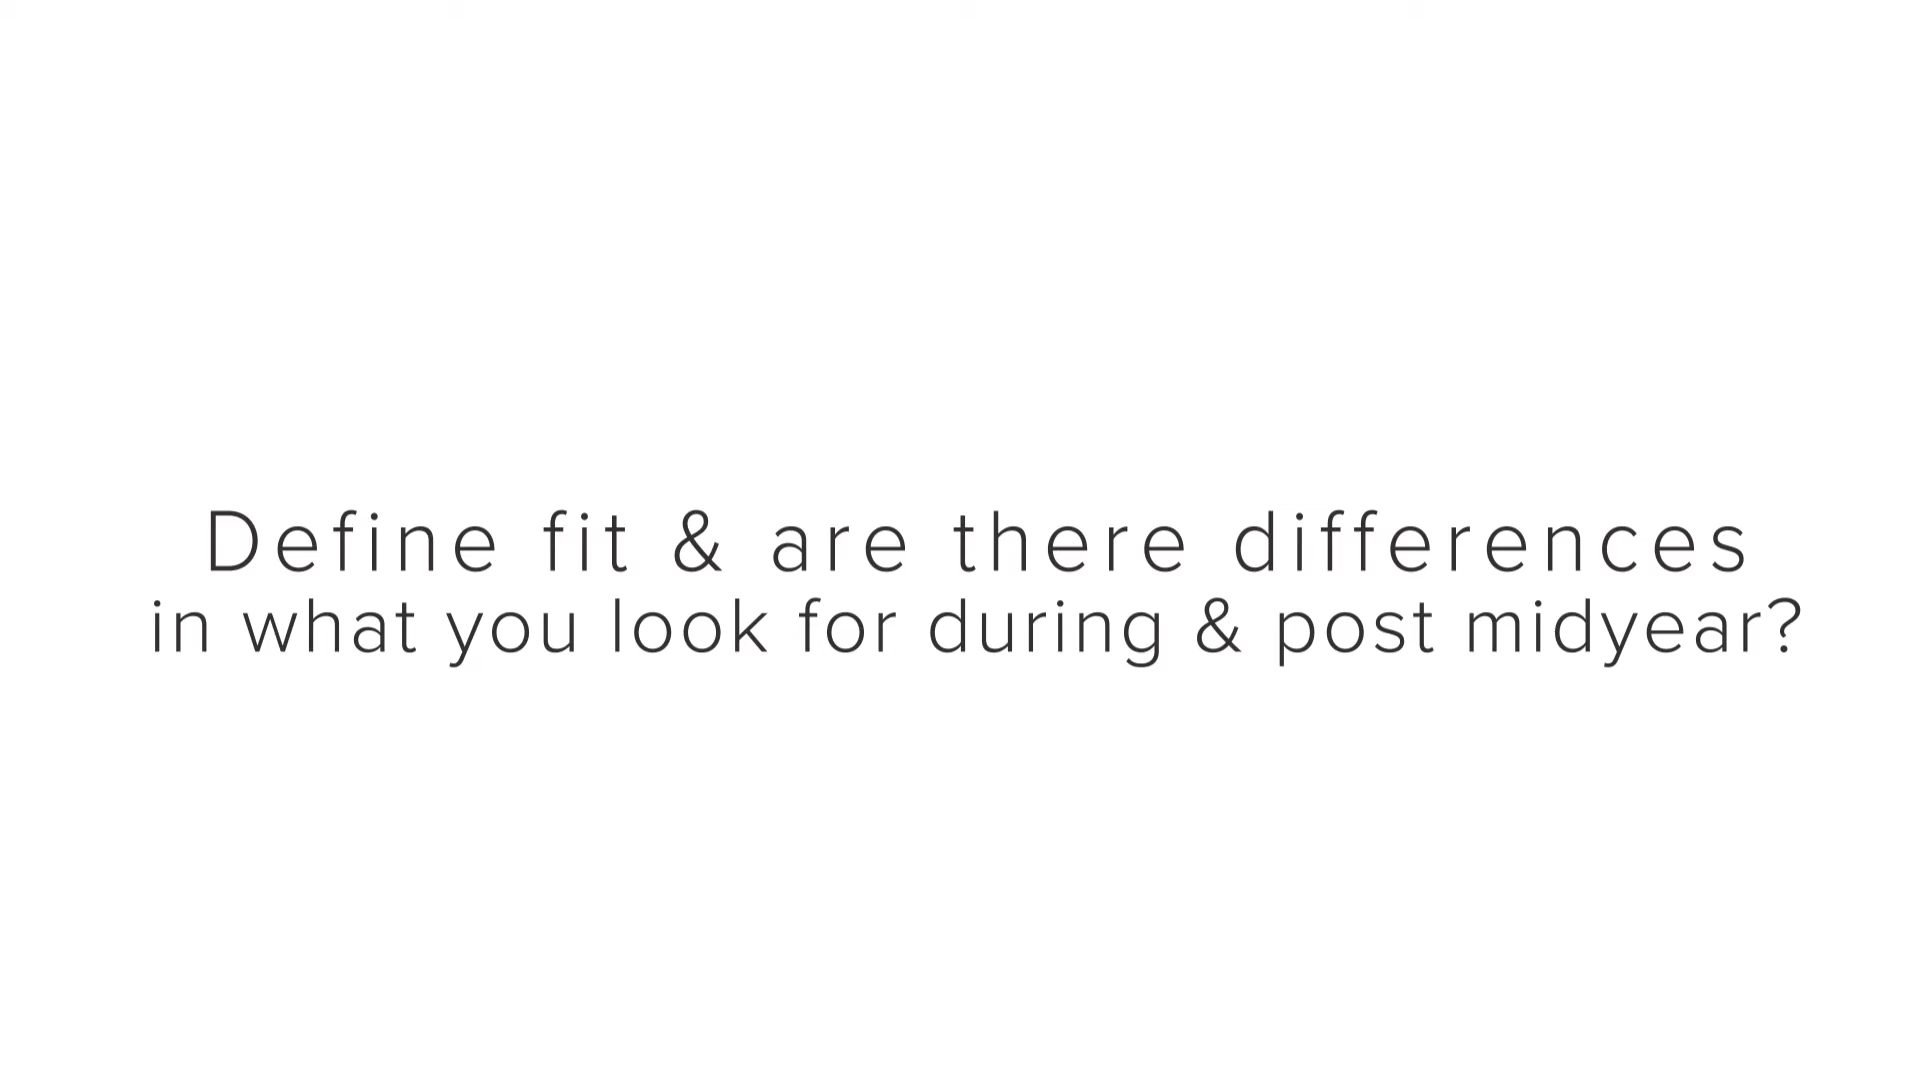 Define fit & are there differences
in what you look for during & post midyear?